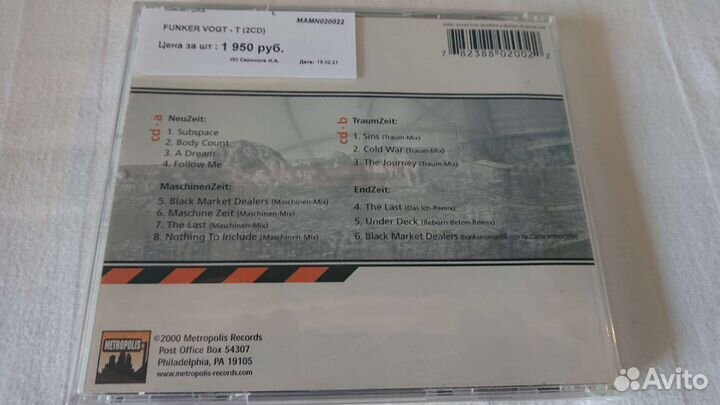 MAMN020022
FUNKER VOGT - T (2CD)
Цена за шт : 1 950 руб.
Дата: 18.02.21
7 82388 02002 2
cd·a
NeuZeit:
1. Subspace
2. Body Count
3. A Dream
4. Follow Me
MaschinenZeit:
5. Black Market Dealers (Maschinen-Mix)
6. Maschine Zeit (Maschinen-Mix)
7. The Last (Maschinen-Mix)
8. Nothing To Include (Maschinen-Mix)
cd·b
TraumZeit:
1. Sins (Traum-Mix)
2. Cold War (Traum-Mix)
3. The Journey (Traum-Mix)
EndZeit:
4. The Last (Das Ich-Remix)
5. Under Deck (Beborn-Beton-Remix)
6. Black Market Dealers
METROPOLIS
©2000 Metropolis Records
Post Office Box 54307
Philadelphia, PA 19105
www.metropolis-records.com
Avito